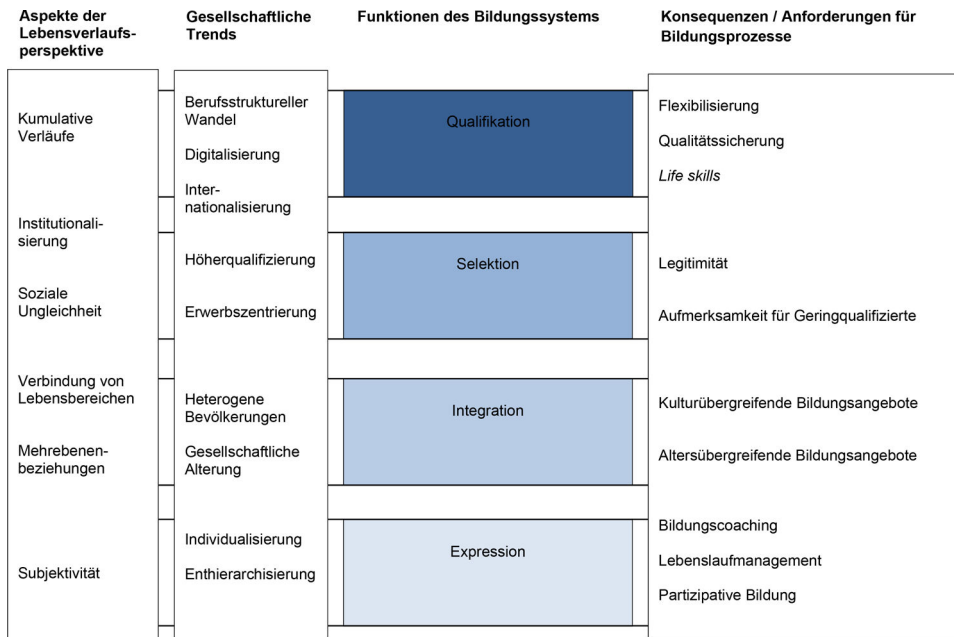 Aspekte der
Lebensverlaufs-
perspektive
Gesellschaftliche
Trends
Funktionen des Bildungssystems
Konsequenzen / Anforderungen für
Bildungsprozesse
Kumulative
Verläufe
Institutionali-
sierung
Soziale
Ungleichheit
Verbindung von
Lebensbereichen
Mehrebenen-
beziehungen
Subjektivität
Berufsstruktureller
Wandel
Digitalisierung
Inter-
nationalisierung
Höherqualifizierung
Erwerbszentrierung
Heterogene
Bevölkerungen
Gesellschaftliche
Alterung
Individualisierung
Enthierarchisierung
Qualifikation
Selektion
Integration
Expression
Flexibilisierung
Qualitätssicherung
Life skills
Legitimität
Aufmerksamkeit für Geringqualifizierte
Kulturübergreifende Bildungsangebote
Altersübergreifende Bildungsangebote
Bildungscoaching
Lebenslaufmanagement
Partizipative Bildung